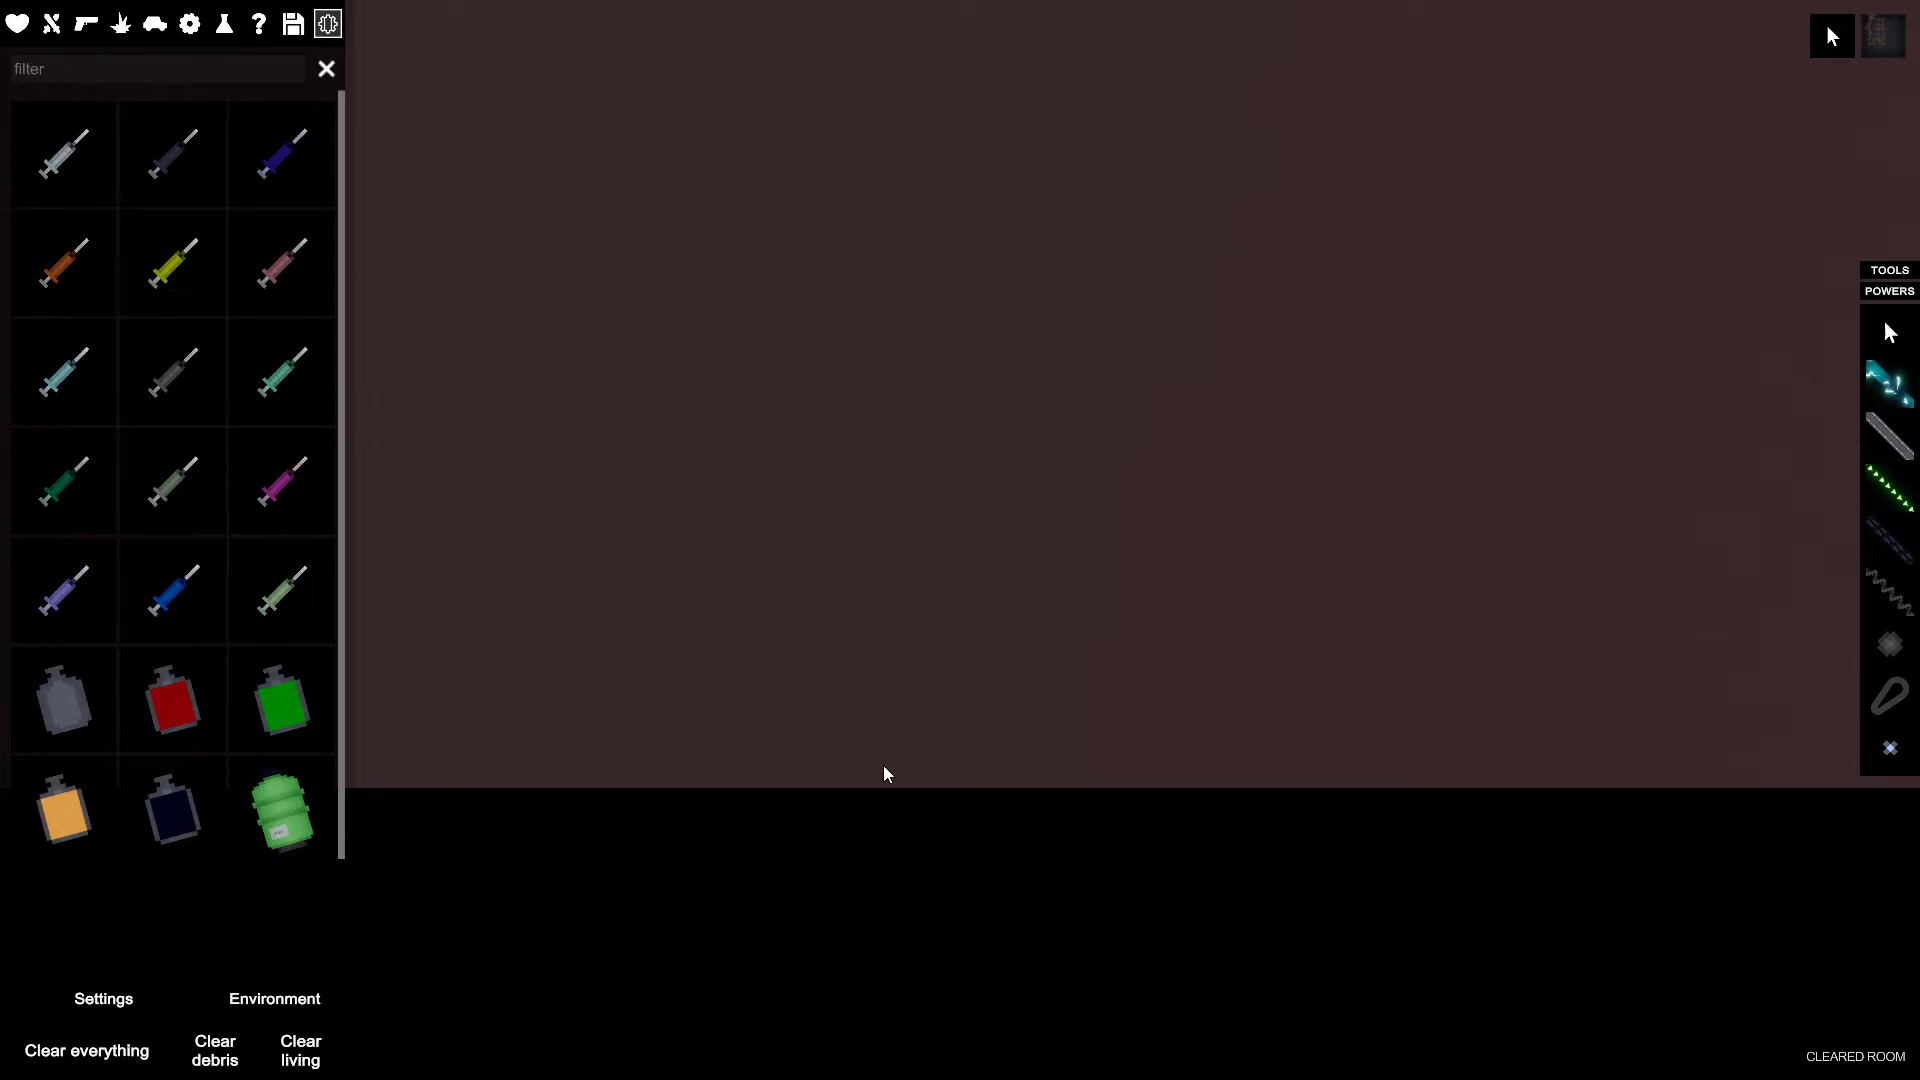 filter
TOOLS
POWERS
Settings
Environment
Clear everything
Clear
debris
Clear
living
CLEARED ROOM